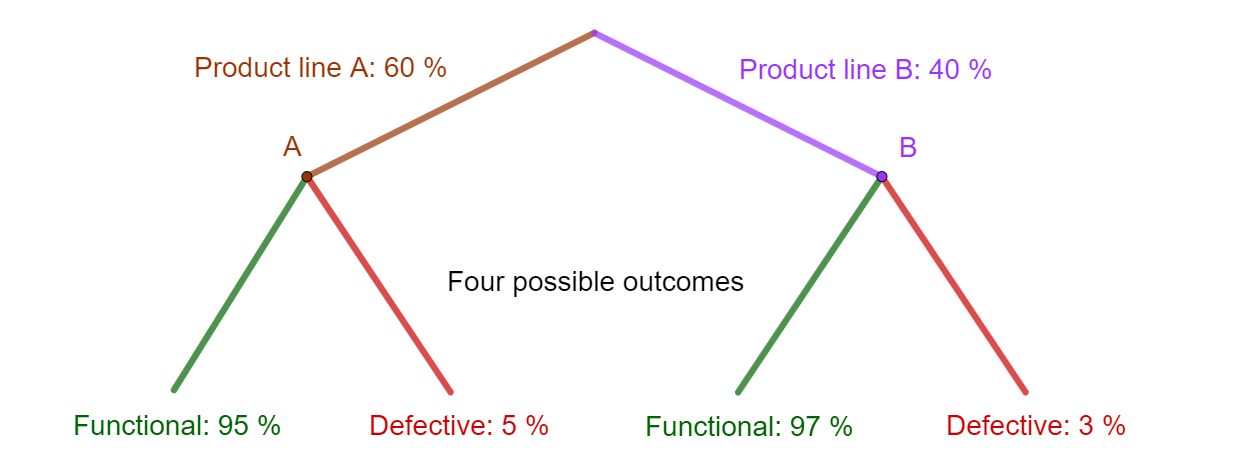 Product line A: 60 %
Product line B: 40 %
A
B
Four possible outcomes
Functional: 95 %
Defective: 5 %
Functional: 97 %
Defective: 3 %